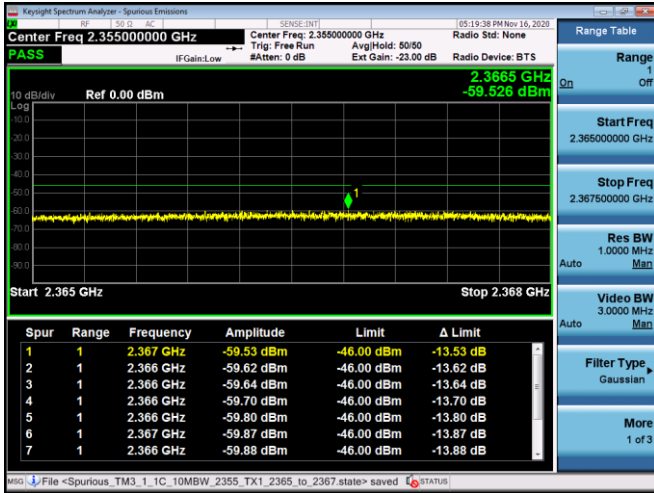 Keysight Spectrum Analyzer - Spurious Emissions
RF 50 Ω AC SENSE:INT 05:19:38 PM Nov 16, 2020
Center Freq 2.355000000 GHz
Center Freq: 2.355000000 GHz Radio Std: None
Trig: Free Run Avg|Hold: 50/50
PASS IFGain:Low #Atten: 0 dB Ext Gain: -23.00 dB Radio Device: BTS
2.3665 GHz
-59.526 dBm
10 dB/div Ref 0.00 dBm
Log
-10.0
-20.0
-30.0
-40.0
-50.0
-60.0
-70.0
-80.0
-90.0
1
Start 2.365 GHz Stop 2.368 GHz
Spur Range Frequency Amplitude Limit Δ Limit
1 1 2.367 GHz -59.53 dBm -46.00 dBm -13.53 dB
2 1 2.366 GHz -59.62 dBm -46.00 dBm -13.62 dB
3 1 2.366 GHz -59.64 dBm -46.00 dBm -13.64 dB
4 1 2.366 GHz -59.70 dBm -46.00 dBm -13.70 dB
5 1 2.366 GHz -59.80 dBm -46.00 dBm -13.80 dB
6 1 2.367 GHz -59.87 dBm -46.00 dBm -13.87 dB
7 1 2.366 GHz -59.88 dBm -46.00 dBm -13.88 dB
MSG File <Spurious_TM3_1_1C_10MBW_2355_TX1_2365_to_2367.state> saved STATUS
Range Table
Range
1
On Off
Start Freq
2.365000000 GHz
Stop Freq
2.367500000 GHz
Res BW
1.0000 MHz
Auto Man
Video BW
3.0000 MHz
Auto Man
Filter Type
Gaussian
More
1 of 3